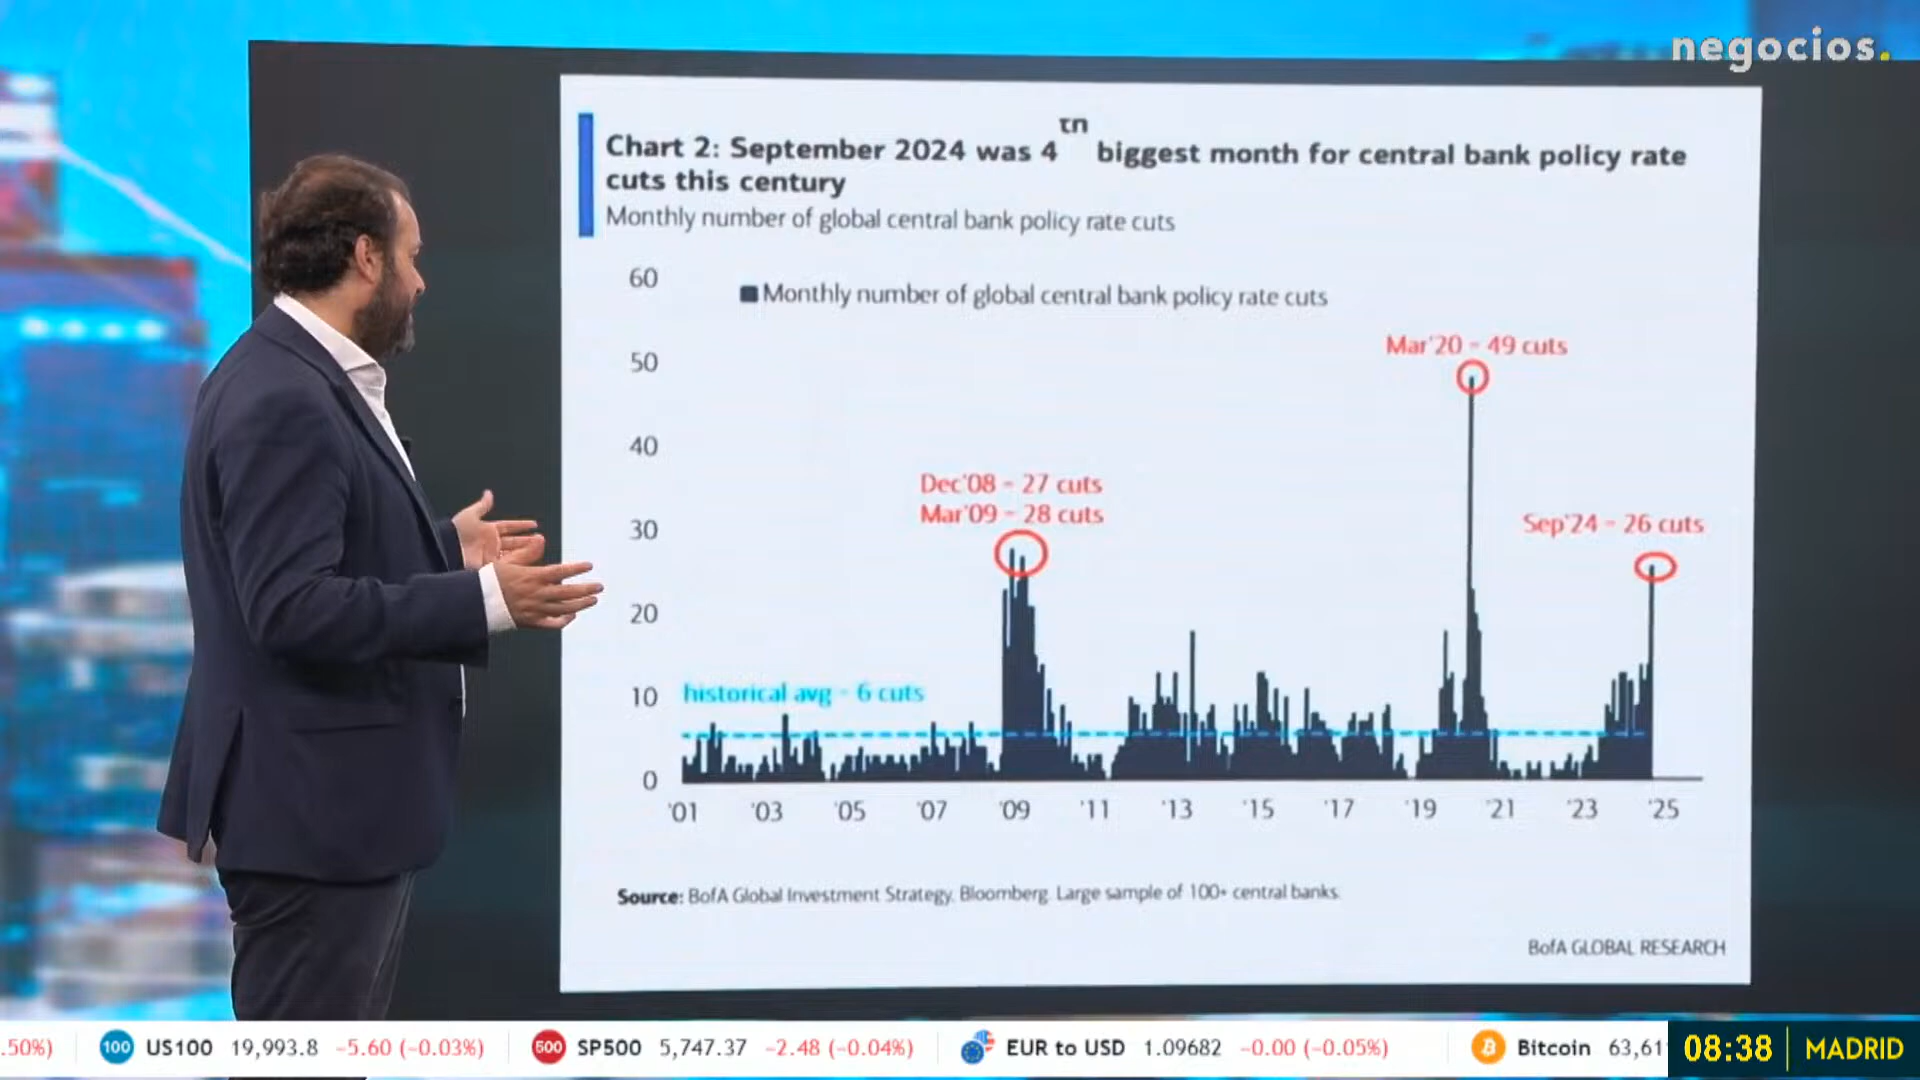 negocios.
Chart 2: September 2024 was 4th biggest month for central bank policy rate
cuts this century
Monthly number of global central bank policy rate cuts
60
Monthly number of global central bank policy rate cuts
Mar'20 - 49 cuts
50
40
Dec'08 - 27 cuts
Mar'09 - 28 cuts
30
Sep'24 - 26 cuts
20
historical avg - 6 cuts
10
0
'01 '03 '05 '07 '09 '11 '13 '15 '17 '19 '21 '23 '25
Source: BofA Global Investment Strategy, Bloomberg. Large sample of 100+ central banks.
BofA GLOBAL RESEARCH
.50%) 100 US100 19,993.8 -5.60 (-0.03%) 500 SP500 5,747.37 -2.48 (-0.04%) EUR to USD 1.09682 -0.00 (-0.05%) Bitcoin 63,61 08:38 MADRID